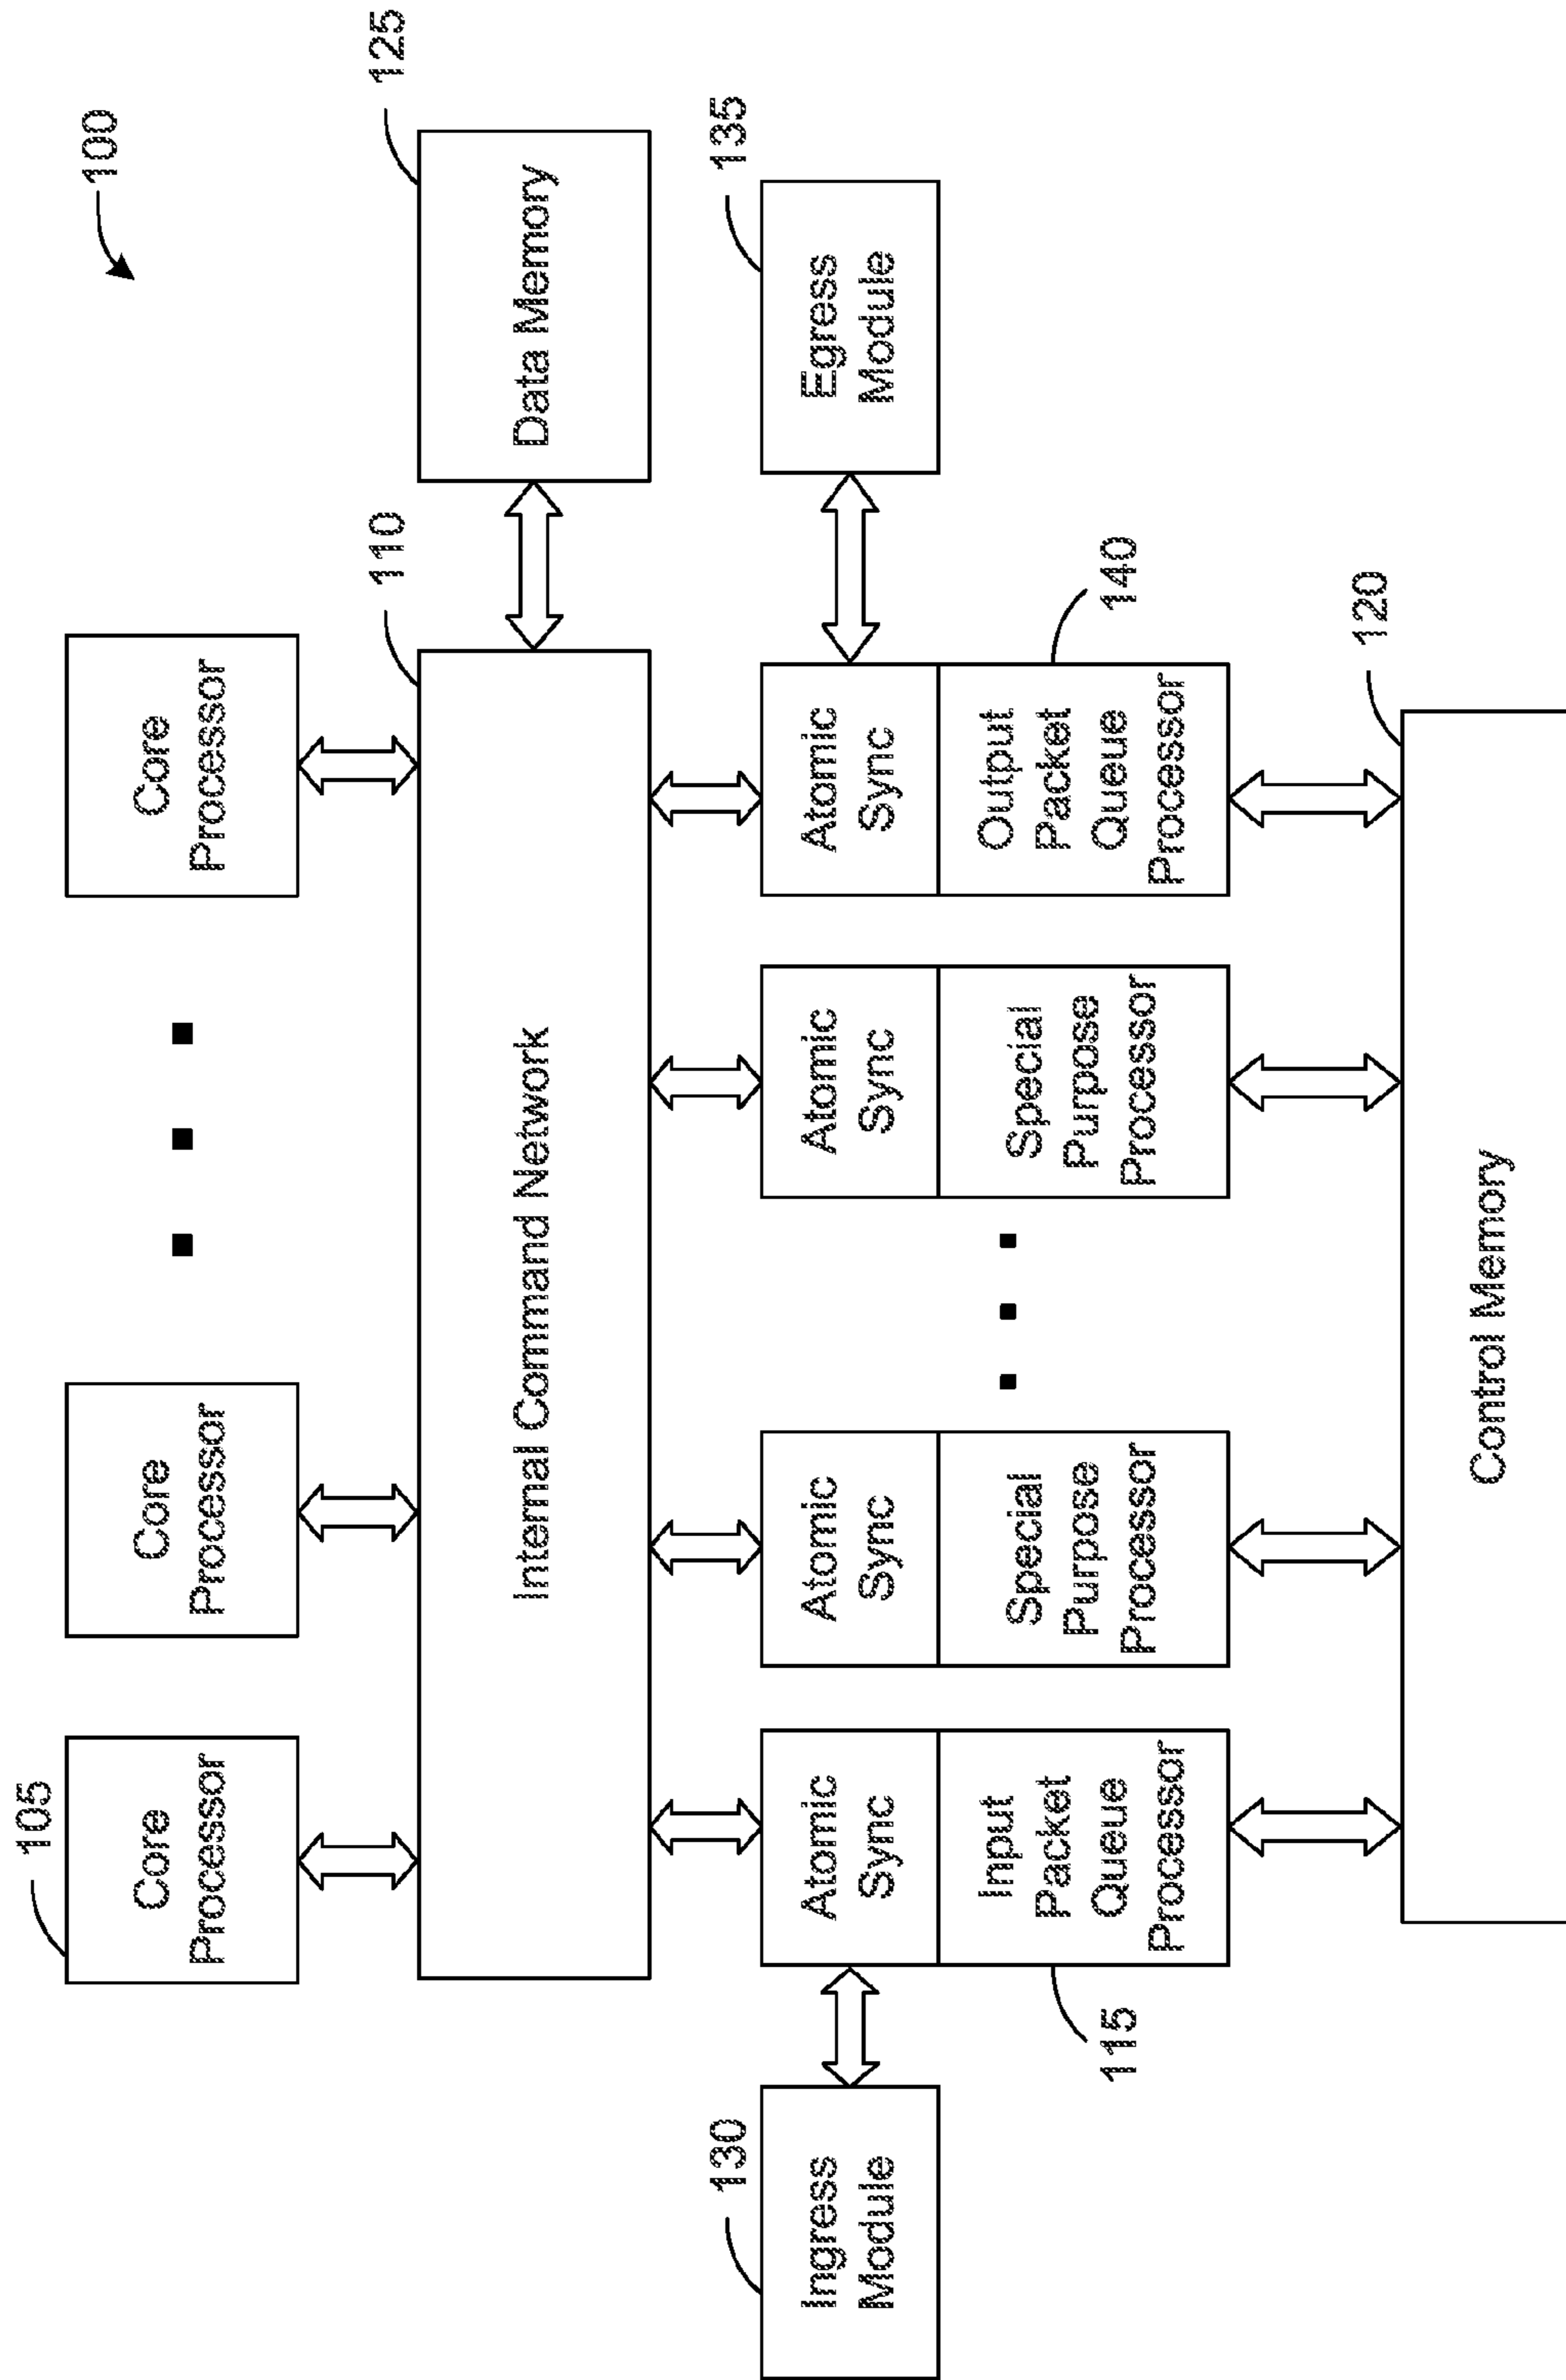 100
105
Core
Processor
Core
Processor
Core
Processor
110
125
Internal Command Network
Data Memory
130
135
Ingress
Module
Atomic
Sync
Atomic
Sync
Atomic
Sync
Atomic
Sync
Egress
Module
115
Input
Packet
Queue
Processor
Special
Purpose
Processor
Special
Purpose
Processor
Output
Packet
Queue
Processor
140
120
Control Memory